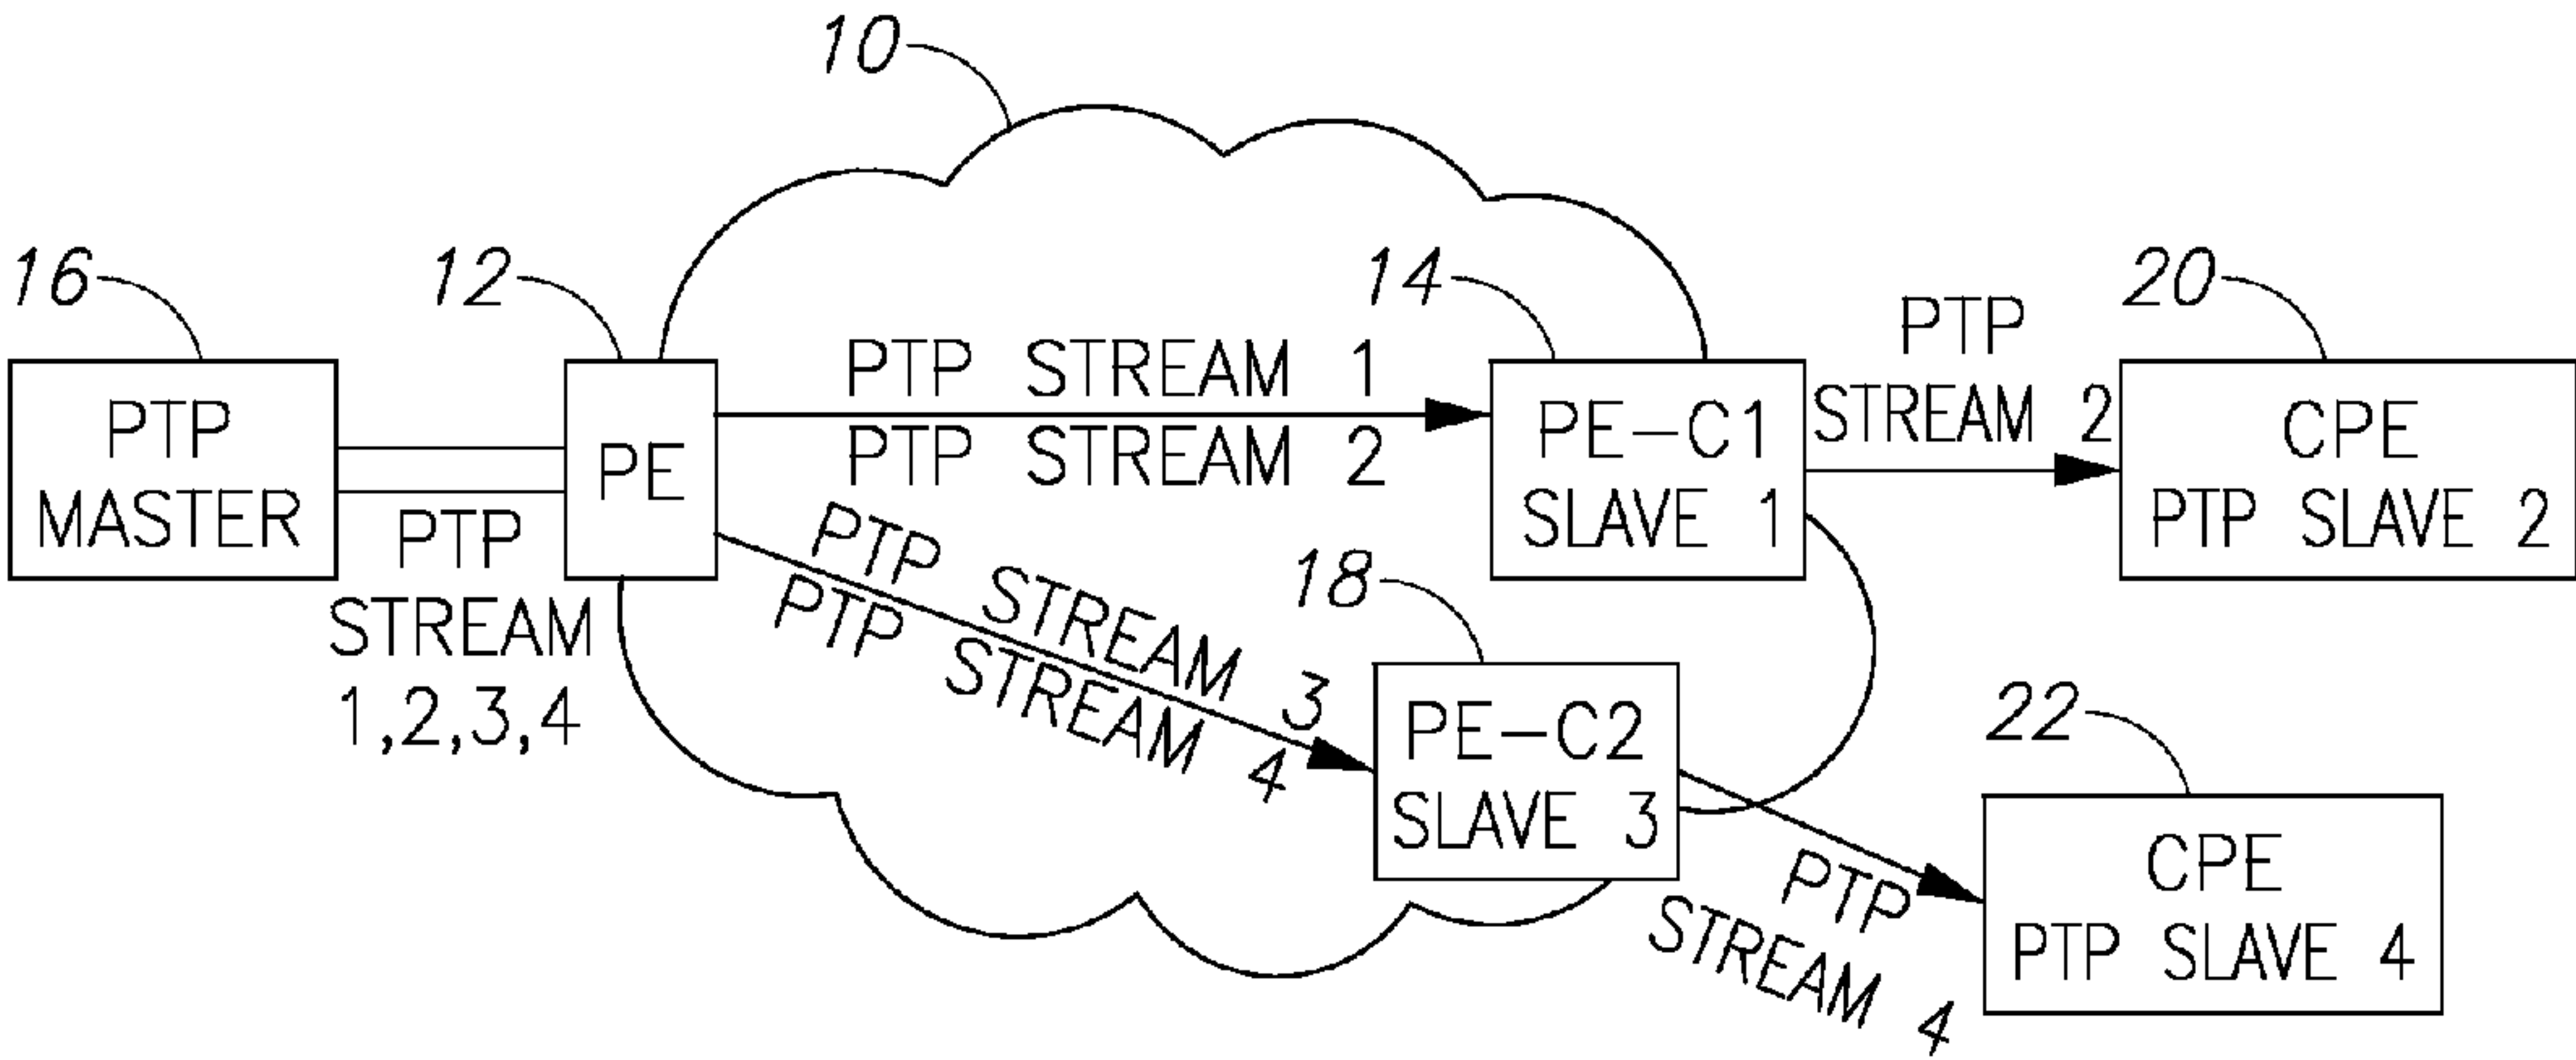 10
16
12
14
20
PTP
MASTER
PTP
STREAM
1,2,3,4
PE
PTP STREAM 1
PTP STREAM 2
PTP STREAM 3
PTP STREAM 4
PE-C1
SLAVE 1
PTP
STREAM 2
CPE
PTP SLAVE 2
18
PE-C2
SLAVE 3
PTP
STREAM 4
22
CPE
PTP SLAVE 4